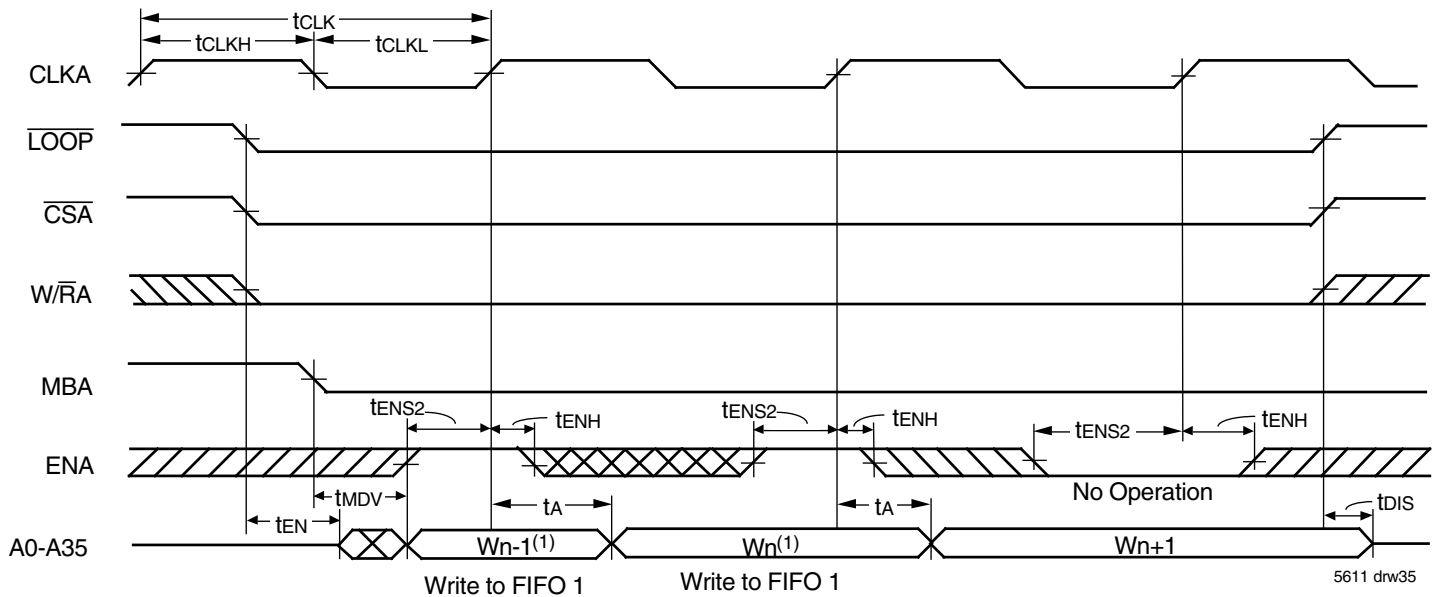 tCLK
tCLKH
tCLKL
CLKA
LOOP
CSA
W/RA
MBA
tENS2
tENH
tENS2
tENH
tENS2
tENH
ENA
No Operation
tMDV
tA
tA
tEN
tDIS
A0-A35
Wn-1(1)
Wn(1)
Wn+1
Write to FIFO 1
Write to FIFO 1
5611 drw35